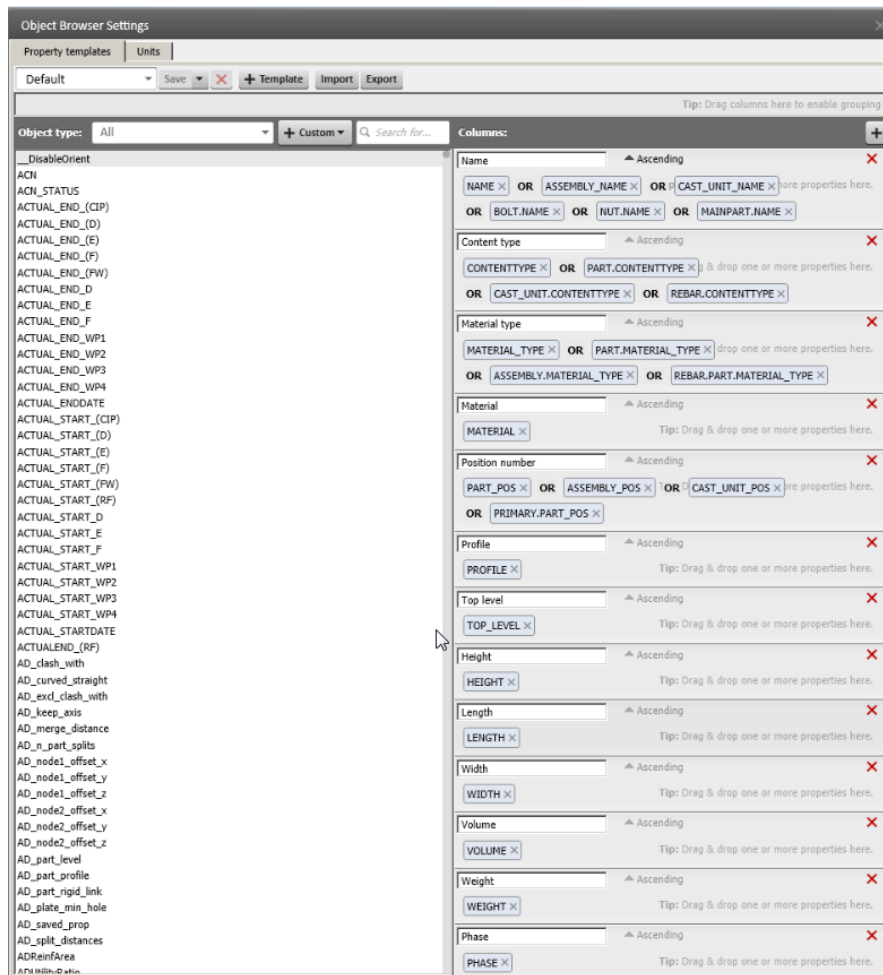 Object Browser Settings
Property templates Units
Default Save + Template Import Export
Tip: Drag columns here to enable grouping
Object type: All + Custom Search for...
__DisableOrient
ACN
ACN_STATUS
ACTUAL_END_(CIP)
ACTUAL_END_(D)
ACTUAL_END_(E)
ACTUAL_END_(F)
ACTUAL_END_(FW)
ACTUAL_END_D
ACTUAL_END_E
ACTUAL_END_F
ACTUAL_END_WP1
ACTUAL_END_WP2
ACTUAL_END_WP3
ACTUAL_END_WP4
ACTUAL_ENDDATE
ACTUAL_START_(CIP)
ACTUAL_START_(D)
ACTUAL_START_(E)
ACTUAL_START_(F)
ACTUAL_START_(FW)
ACTUAL_START_(RF)
ACTUAL_START_D
ACTUAL_START_E
ACTUAL_START_F
ACTUAL_START_WP1
ACTUAL_START_WP2
ACTUAL_START_WP3
ACTUAL_START_WP4
ACTUAL_STARTDATE
ACTUALEND_(RF)
AD_clash_with
AD_curved_straight
AD_excl_clash_with
AD_keep_axis
AD_merge_distance
AD_n_part_splits
AD_node1_offset_x
AD_node1_offset_y
AD_node1_offset_z
AD_node2_offset_x
AD_node2_offset_y
AD_node2_offset_z
AD_part_level
AD_part_profile
AD_part_rigid_link
AD_plate_min_hole
AD_saved_prop
AD_split_distances
ADReinfArea
ADUtilityRatio
Columns: +
Name Ascending
NAME OR ASSEMBLY_NAME OR CAST_UNIT_NAME more properties here.
OR BOLT.NAME OR NUT.NAME OR MAINPART.NAME
Content type Ascending
CONTENTTYPE OR PART.CONTENTTYPE & drop one or more properties here.
OR CAST_UNIT.CONTENTTYPE OR REBAR.CONTENTTYPE
Material type Ascending
MATERIAL_TYPE OR PART.MATERIAL_TYPE drop one or more properties here.
OR ASSEMBLY.MATERIAL_TYPE OR REBAR.PART.MATERIAL_TYPE
Material Ascending
MATERIAL Tip: Drag & drop one or more properties here.
Position number Ascending
PART_POS OR ASSEMBLY_POS OR CAST_UNIT_POS properties here.
OR PRIMARY.PART_POS
Profile Ascending
PROFILE Tip: Drag & drop one or more properties here.
Top level Ascending
TOP_LEVEL Tip: Drag & drop one or more properties here.
Height Ascending
HEIGHT Tip: Drag & drop one or more properties here.
Length Ascending
LENGTH Tip: Drag & drop one or more properties here.
Width Ascending
WIDTH Tip: Drag & drop one or more properties here.
Volume Ascending
VOLUME Tip: Drag & drop one or more properties here.
Weight Ascending
WEIGHT Tip: Drag & drop one or more properties here.
Phase Ascending
PHASE Tip: Drag & drop one or more properties here.